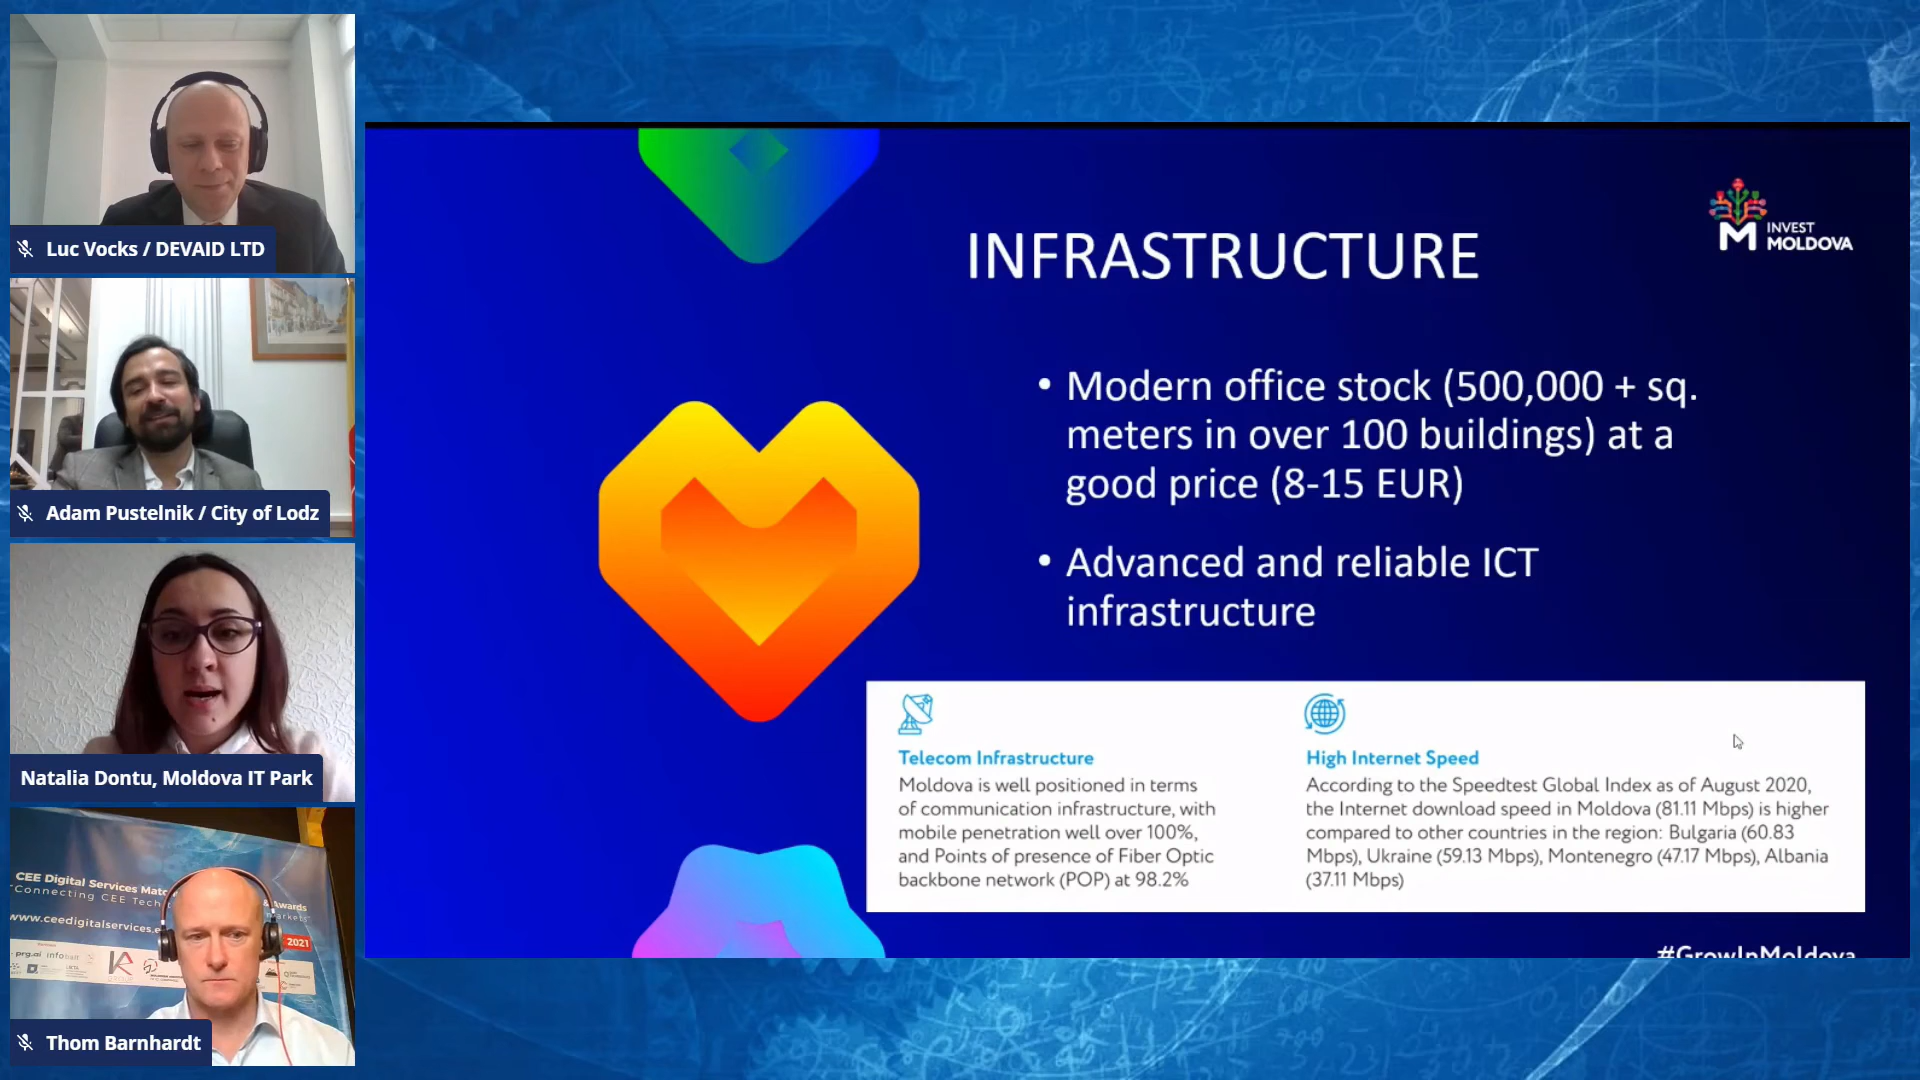 Luc Vocks / DEVAID LTD
Adam Pustelnik / City of Lodz
Natalia Dontu, Moldova IT Park
CEE Digital Services
"Connecting CEE Tech
& Awards
markets"
www.ceedigitalservices.e
2021
prg.ai
Thom Barnhardt
INVEST
MOLDOVA
INFRASTRUCTURE
• Modern office stock (500,000 + sq.
meters in over 100 buildings) at a
good price (8-15 EUR)
• Advanced and reliable ICT
infrastructure
Telecom Infrastructure
Moldova is well positioned in terms
of communication infrastructure, with
mobile penetration well over 100%,
and Points of presence of Fiber Optic
backbone network (POP) at 98.2%
High Internet Speed
According to the Speedtest Global Index as of August 2020,
the Internet download speed in Moldova (81.11 Mbps) is higher
compared to other countries in the region: Bulgaria (60.83
Mbps), Ukraine (59.13 Mbps), Montenegro (47.17 Mbps), Albania
(37.11 Mbps)
#GrowInMoldova